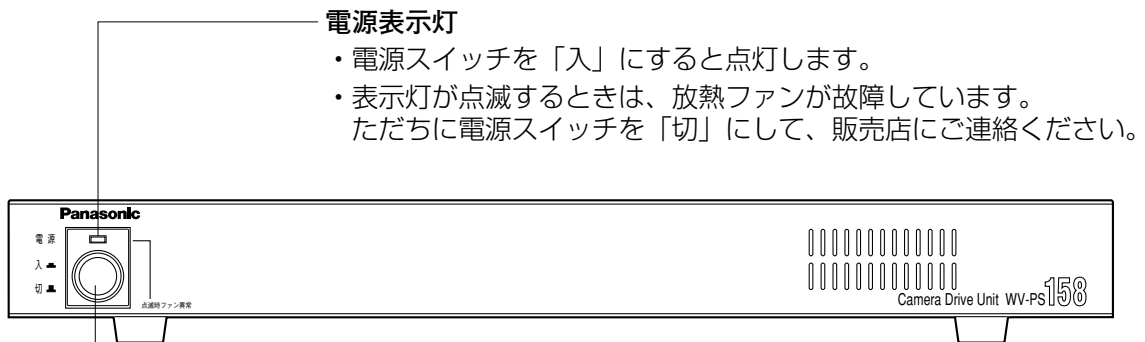 電源表示灯
・電源スイッチを「入」にすると点灯します。
・表示灯が点滅するときは、放熱ファンが故障しています。
ただちに電源スイッチを「切」にして、販売店にご連絡ください。
Panasonic
電源
入
切
点滅時ファン異常
Camera Drive Unit WV-PS158